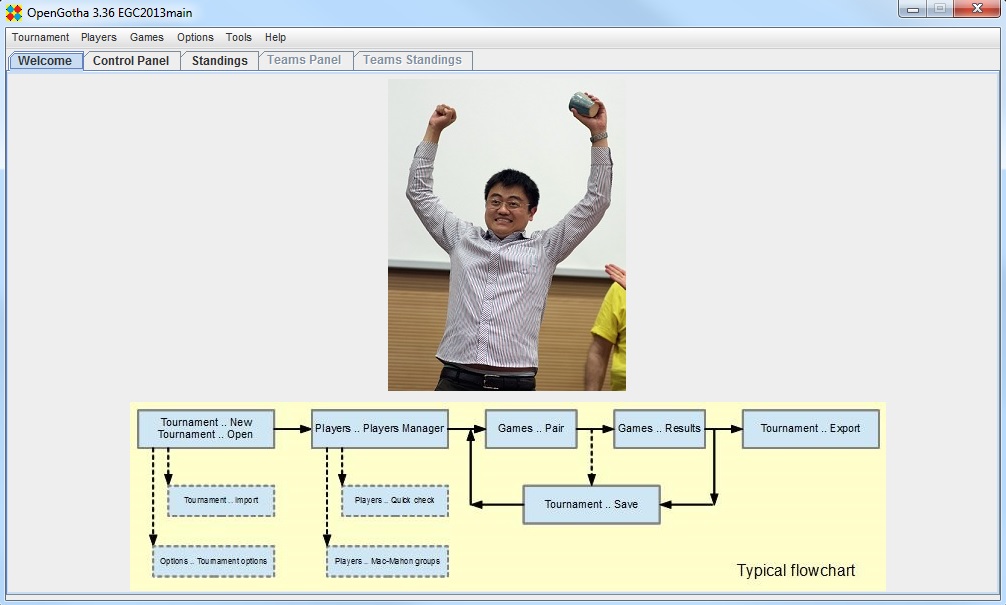 OpenGotha 3.36 EGC2013main
Tournament Players Games Options Tools Help
Welcome Control Panel Standings Teams Panel Teams Standings
Tournament .. New
Tournament .. Open
Players .. Players Manager
Games .. Pair
Games .. Results
Tournament .. Export
Tournament .. Import
Players .. Quick check
Tournament .. Save
Options .. Tournament options
Players .. Mac-Mahon groups
Typical flowchart